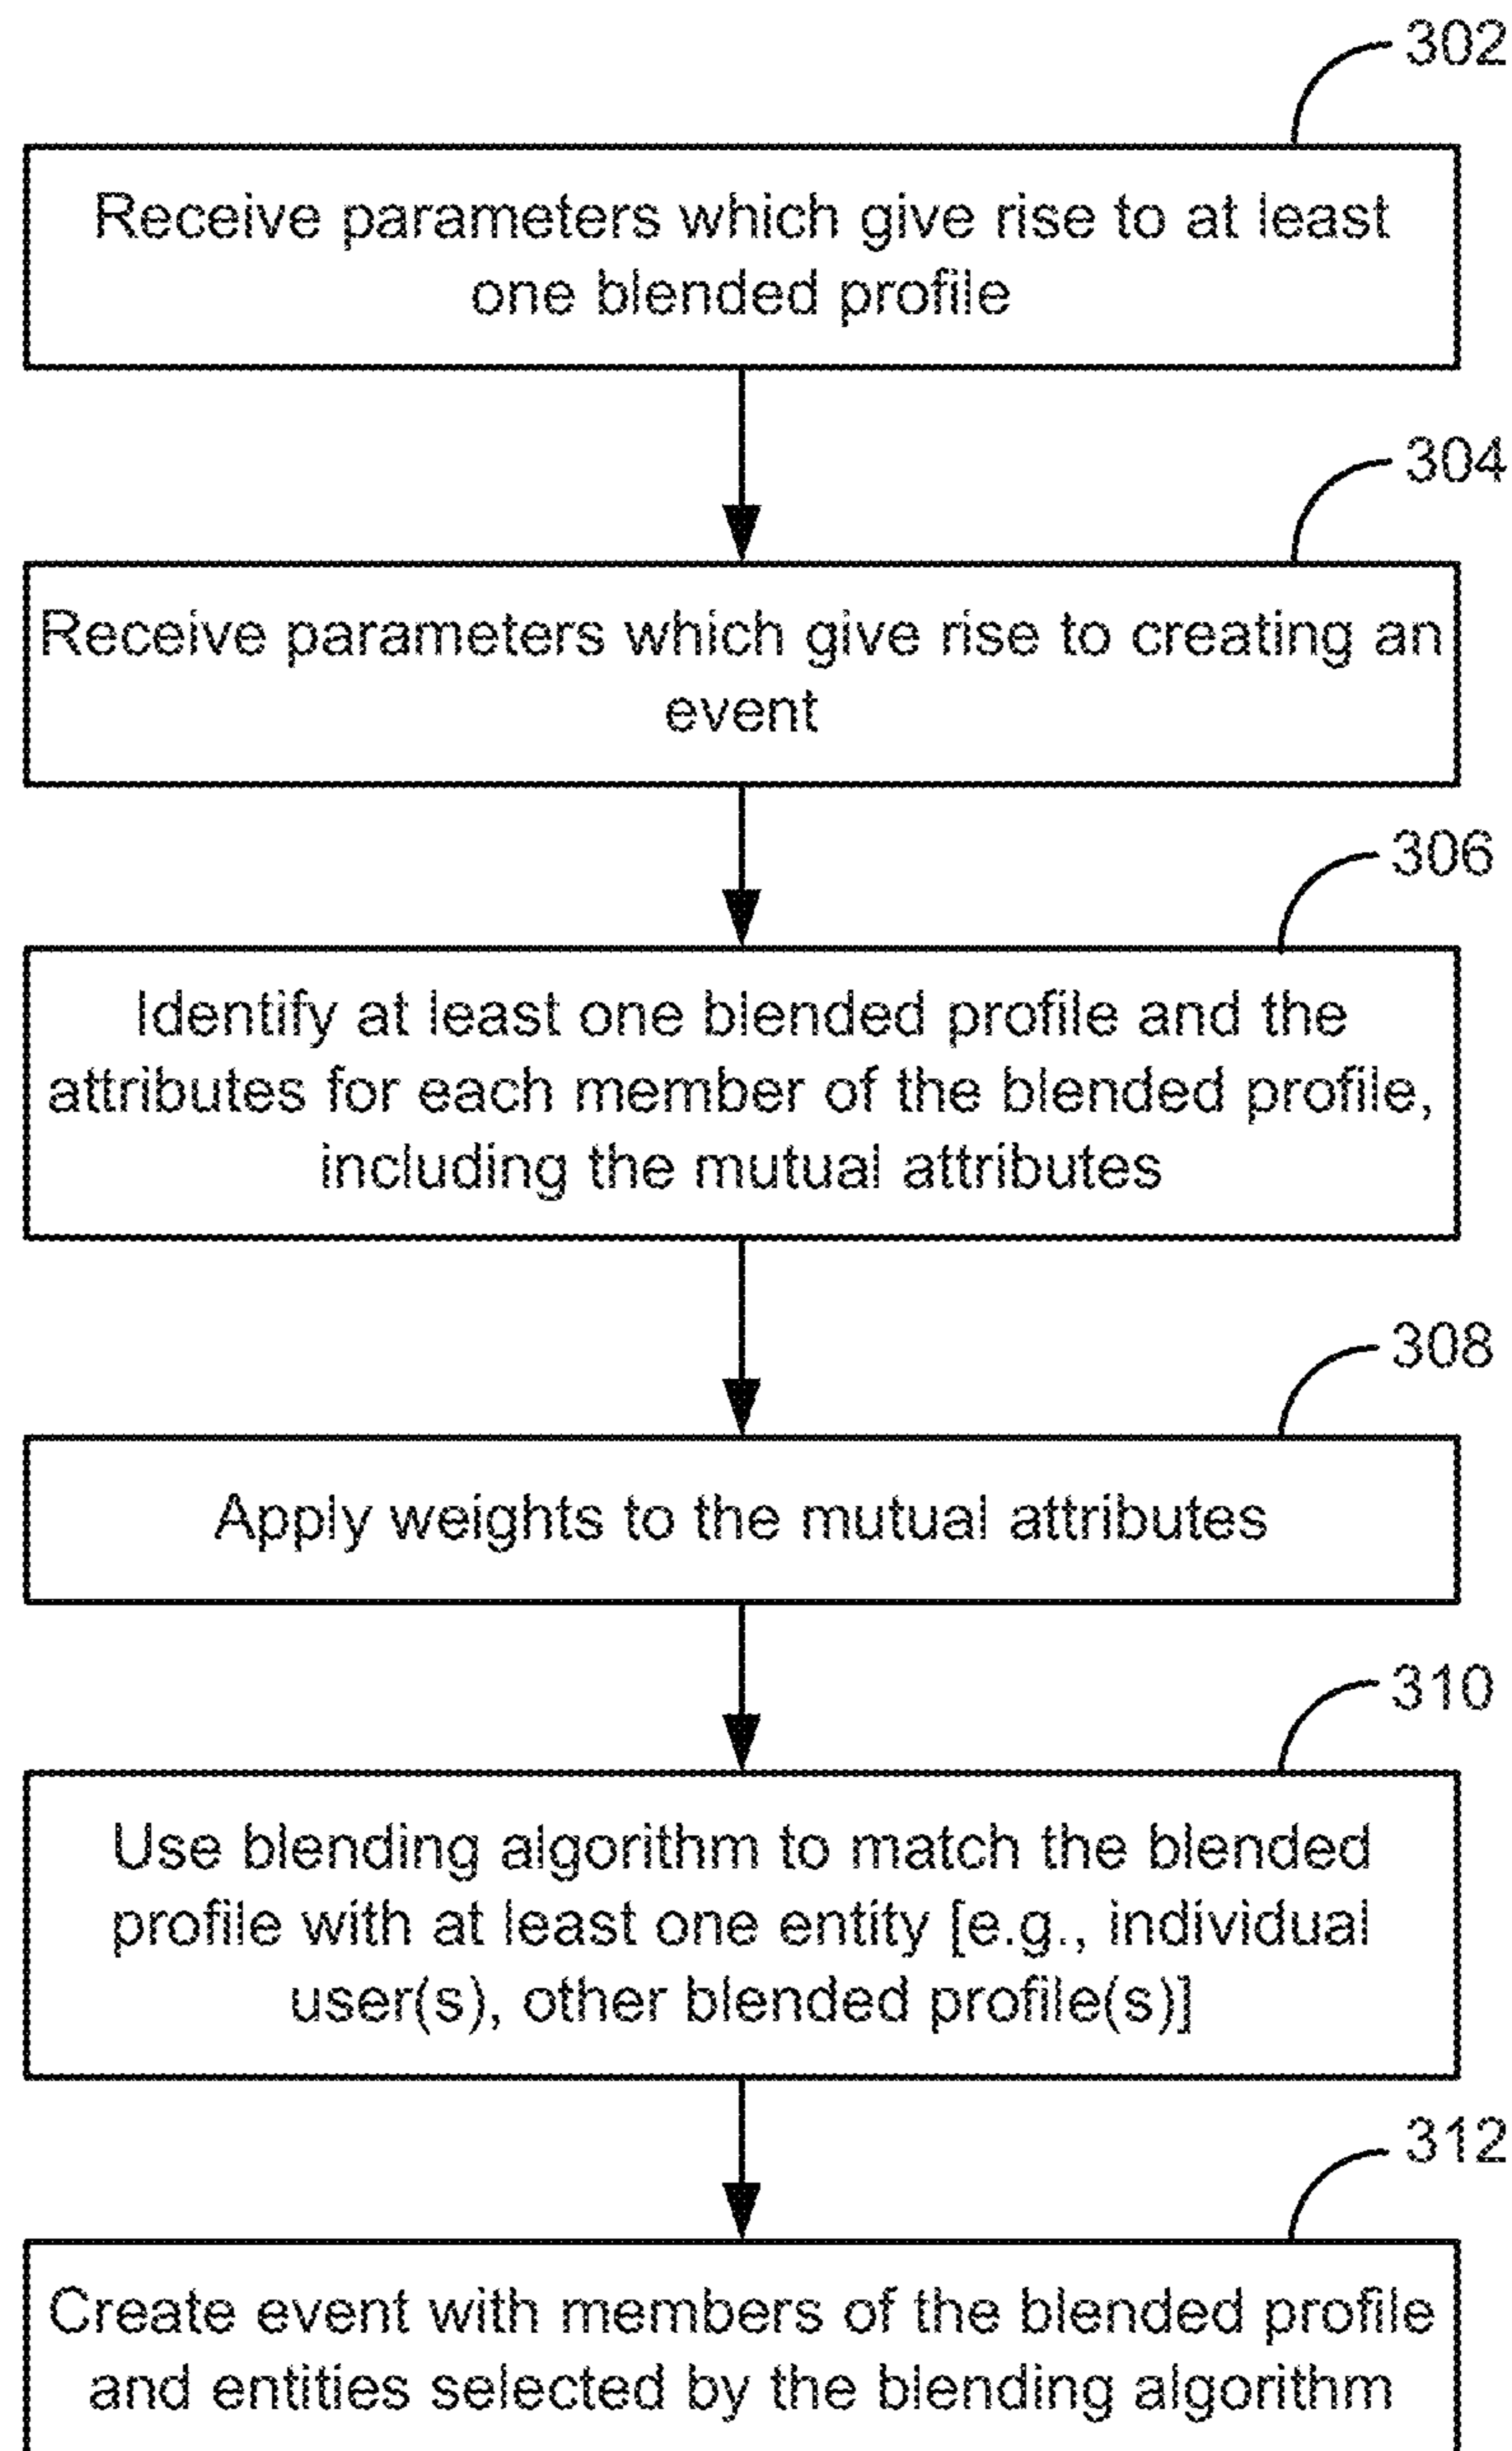 302
Receive parameters which give rise to at least
one blended profile
304
Receive parameters which give rise to creating an
event
306
Identify at least one blended profile and the
attributes for each member of the blended profile,
including the mutual attributes
308
Apply weights to the mutual attributes
310
Use blending algorithm to match the blended
profile with at least one entity [e.g., individual
user(s), other blended profile(s)]
312
Create event with members of the blended profile
and entities selected by the blending algorithm